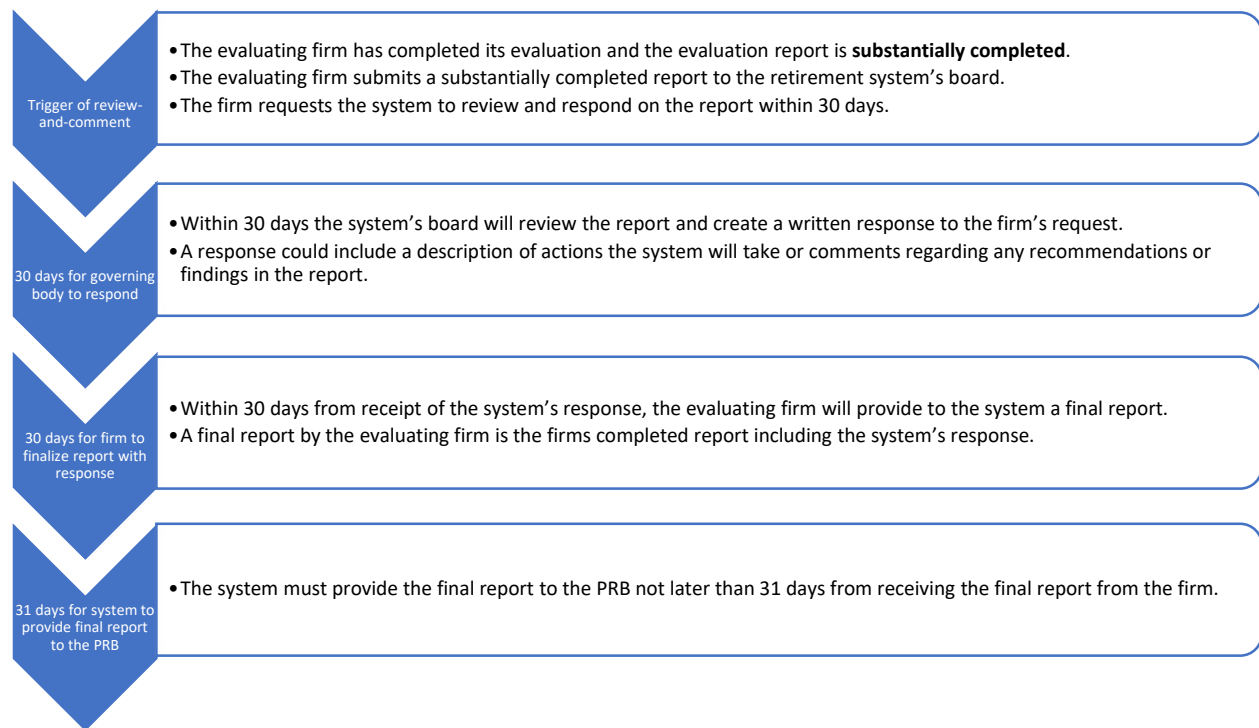 Trigger of review-
and-comment
•The evaluating firm has completed its evaluation and the evaluation report is substantially completed.
•The evaluating firm submits a substantially completed report to the retirement system’s board.
•The firm requests the system to review and respond on the report within 30 days.
30 days for governing
body to respond
•Within 30 days the system’s board will review the report and create a written response to the firm’s request.
•A response could include a description of actions the system will take or comments regarding any recommendations or
findings in the report.
30 days for firm to
finalize report with
response
•Within 30 days from receipt of the system’s response, the evaluating firm will provide to the system a final report.
•A final report by the evaluating firm is the firms completed report including the system’s response.
31 days for system to
provide final report
to the PRB
•The system must provide the final report to the PRB not later than 31 days from receiving the final report from the firm.